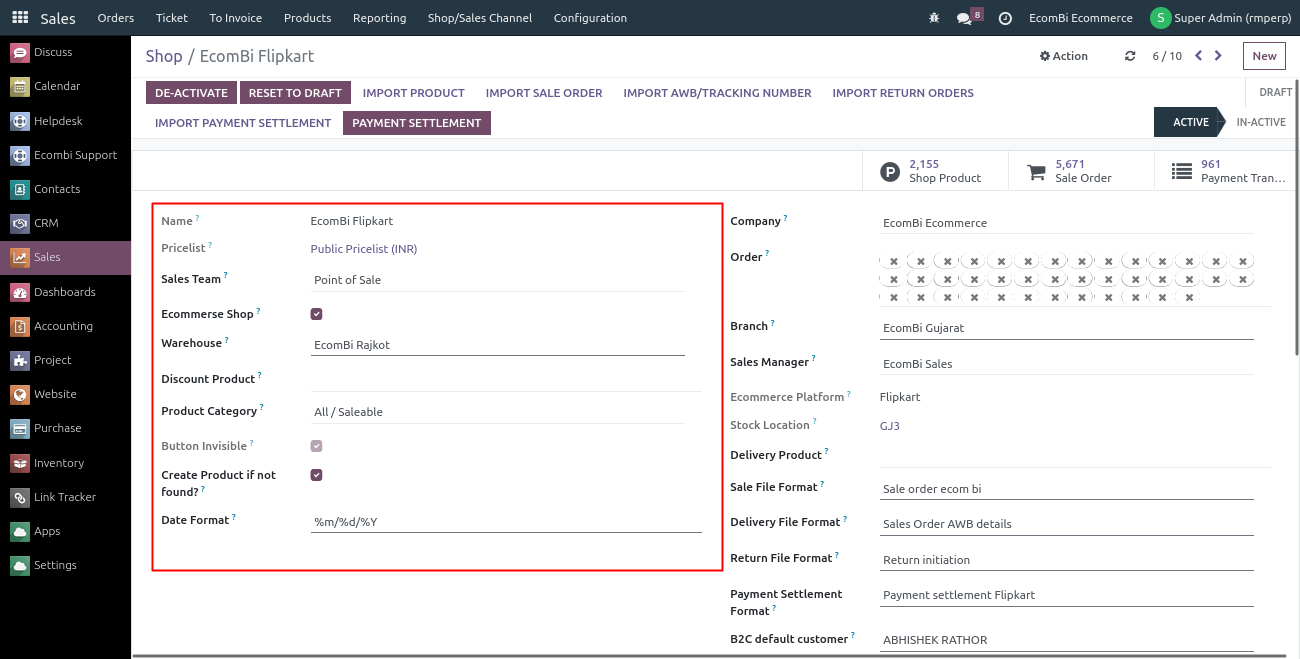 Sales Orders Ticket To Invoice Products Reporting Shop/Sales Channel Configuration 8 EcomBi Ecommerce S Super Admin (rmperp)
Discuss
Calendar
Helpdesk
Ecombi Support
Contacts
CRM
Sales
Dashboards
Accounting
Project
Website
Purchase
Inventory
Link Tracker
Apps
Settings
Shop / EcomBi Flipkart Action 6 / 10 New
DE-ACTIVATE RESET TO DRAFT IMPORT PRODUCT IMPORT SALE ORDER IMPORT AWB/TRACKING NUMBER IMPORT RETURN ORDERS DRAFT
IMPORT PAYMENT SETTLEMENT PAYMENT SETTLEMENT ACTIVE IN-ACTIVE
P 2,155 Shop Product
5,671 Sale Order
961 Payment Tran...
Name ? EcomBi Flipkart
Pricelist ? Public Pricelist (INR)
Sales Team ? Point of Sale
Ecommerse Shop ?
Warehouse ? EcomBi Rajkot
Discount Product ?
Product Category ? All / Saleable
Button Invisible ?
Create Product if not
found? ?
Date Format ? %m/%d/%Y
Company ? EcomBi Ecommerce
Order ?
Branch ? EcomBi Gujarat
Sales Manager ? EcomBi Sales
Ecommerce Platform ? Flipkart
Stock Location ? GJ3
Delivery Product ?
Sale File Format ? Sale order ecom bi
Delivery File Format ? Sales Order AWB details
Return File Format ? Return initiation
Payment Settlement
Format ? Payment settlement Flipkart
B2C default customer ? ABHISHEK RATHOR